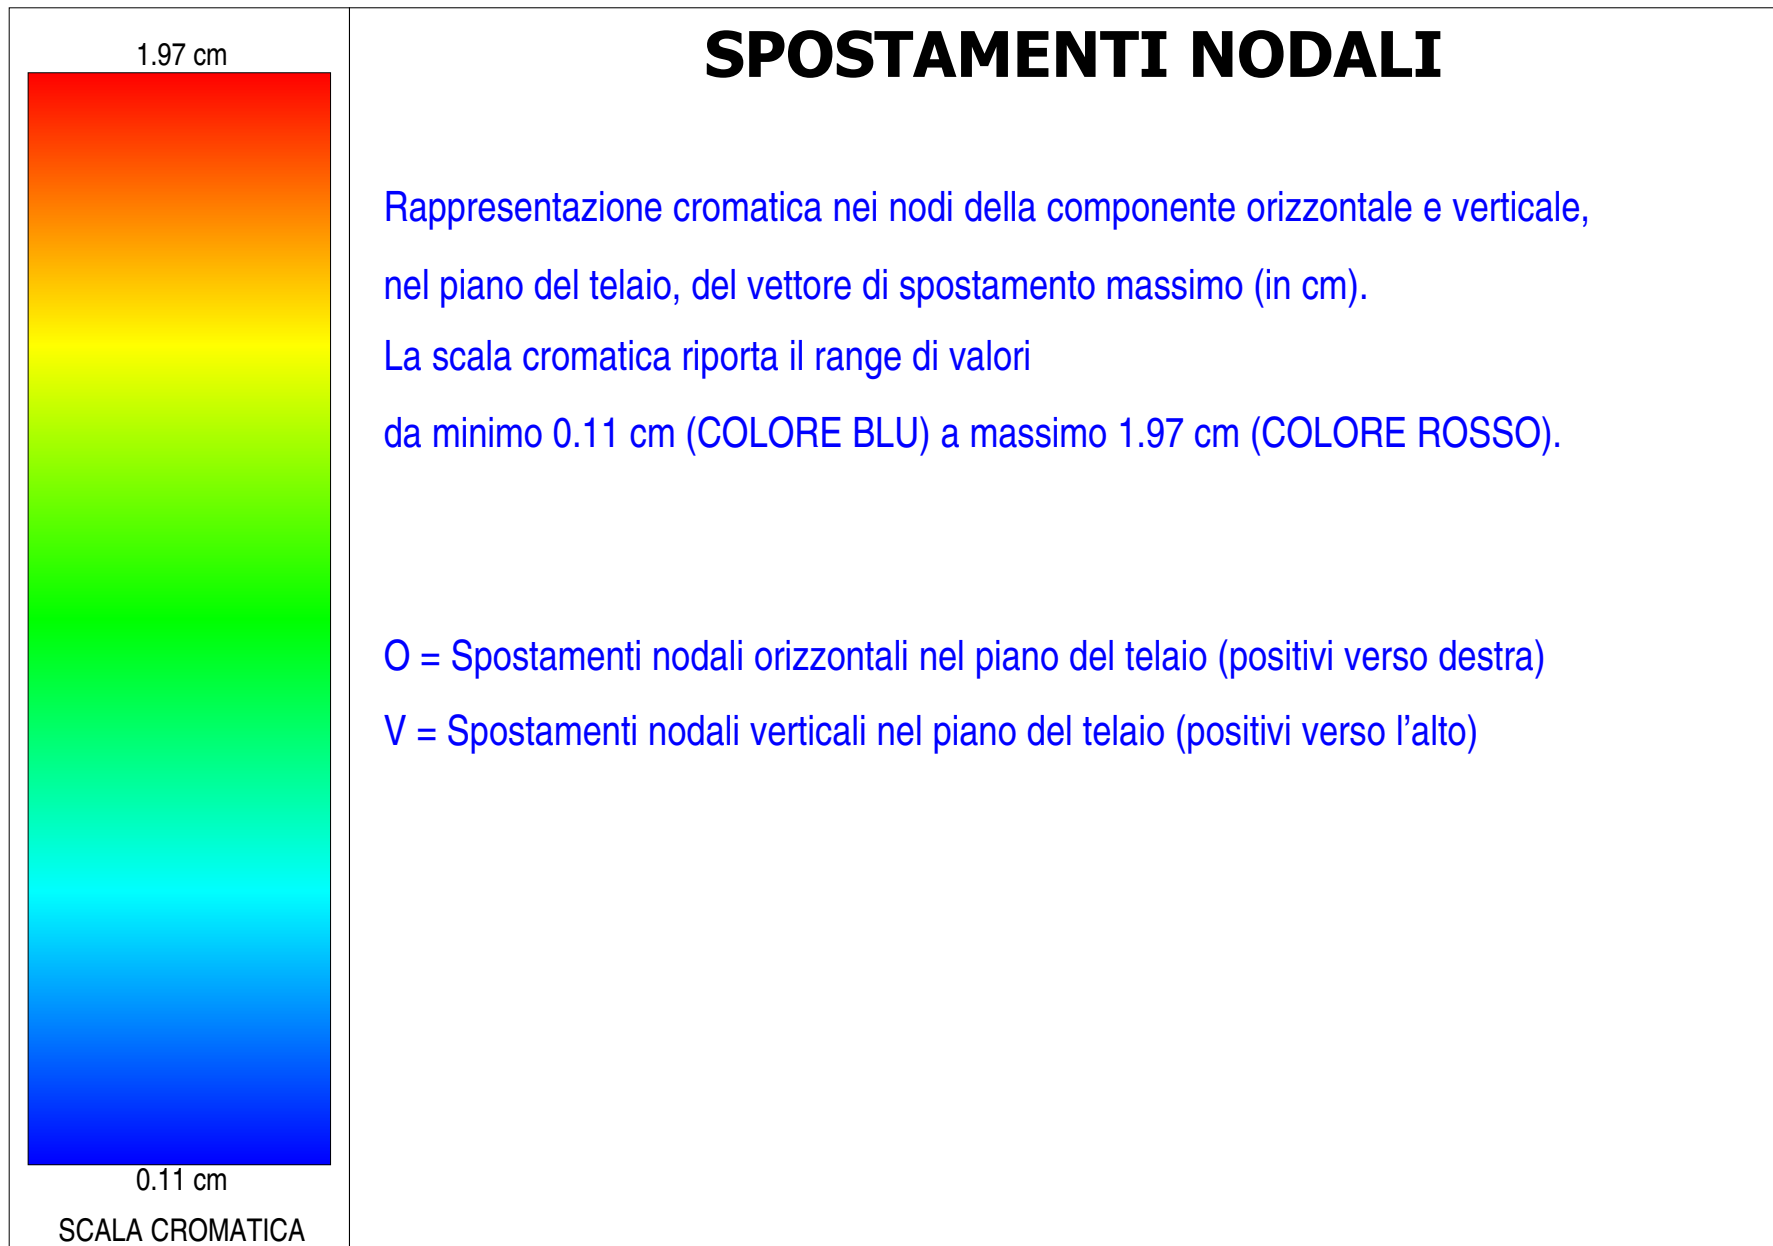 1.97 cm
0.11 cm
SCALA CROMATICA
SPOSTAMENTI NODALI
Rappresentazione cromatica nei nodi della componente orizzontale e verticale,
nel piano del telaio, del vettore di spostamento massimo (in cm).
La scala cromatica riporta il range di valori
da minimo 0.11 cm (COLORE BLU) a massimo 1.97 cm (COLORE ROSSO).
O = Spostamenti nodali orizzontali nel piano del telaio (positivi verso destra)
V = Spostamenti nodali verticali nel piano del telaio (positivi verso l'alto)